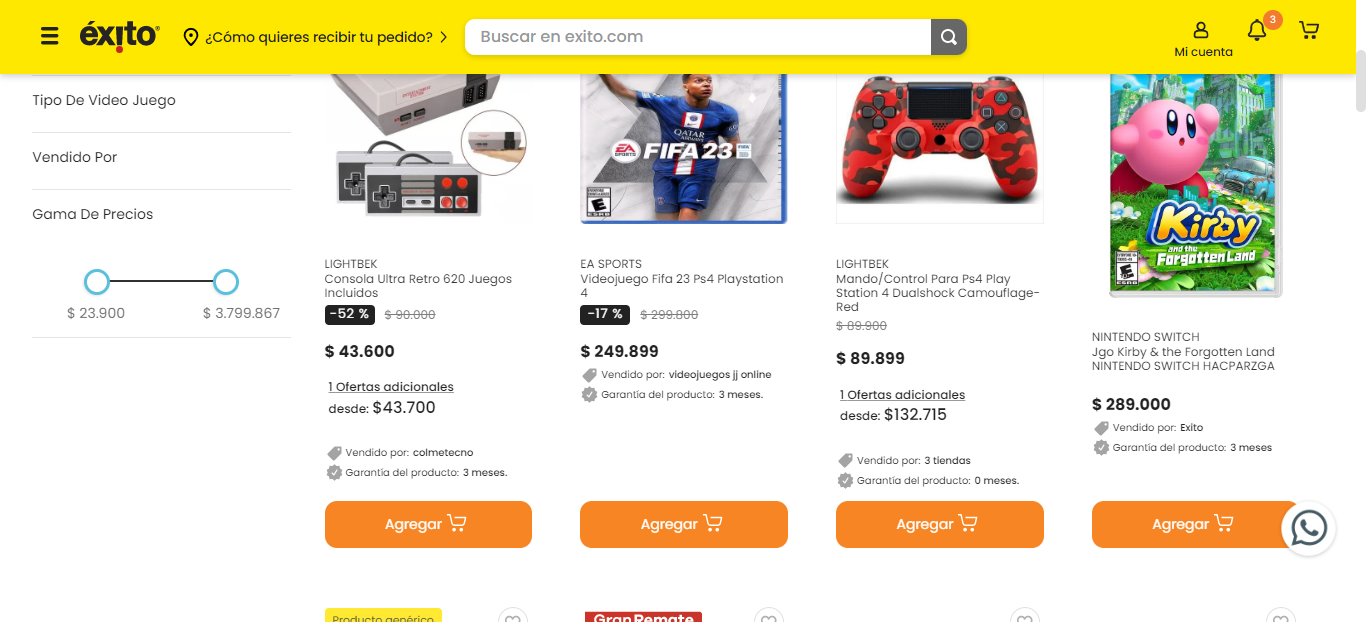 éxito
¿Cómo quieres recibir tu pedido?
Buscar en exito.com
Mi cuenta
3
Tipo De Video Juego
Vendido Por
Gama De Precios
$ 23.900
$ 3.799.867
LIGHTBEK
Consola Ultra Retro 620 Juegos
Incluidos
-52 %
$ 90.000
$ 43.600
1 Ofertas adicionales
desde: $43.700
Vendido por: colmetecno
Garantía del producto: 3 meses.
Agregar
QATAR
AIRWAYS
EA
SPORTS
FIFA 23
E
ESRB
EA SPORTS
Videojuego Fifa 23 Ps4 Playstation
4
-17 %
$ 299.800
$ 249.899
Vendido por: videojuegos jj online
Garantía del producto: 3 meses.
Agregar
LIGHTBEK
Mando/Control Para Ps4 Play
Station 4 Dualshock Camouflage-
Red
$ 89.900
$ 89.899
1 Ofertas adicionales
desde: $132.715
Vendido por: 3 tiendas
Garantía del producto: 0 meses.
Agregar
Kirby
and the
Forgotten Land
E
ESRB
NINTENDO SWITCH
Jgo Kirby & the Forgotten Land
NINTENDO SWITCH HACPARZGA
$ 289.000
Vendido por: Exito
Garantía del producto: 3 meses
Agregar
Producto genérico
Gran Remate